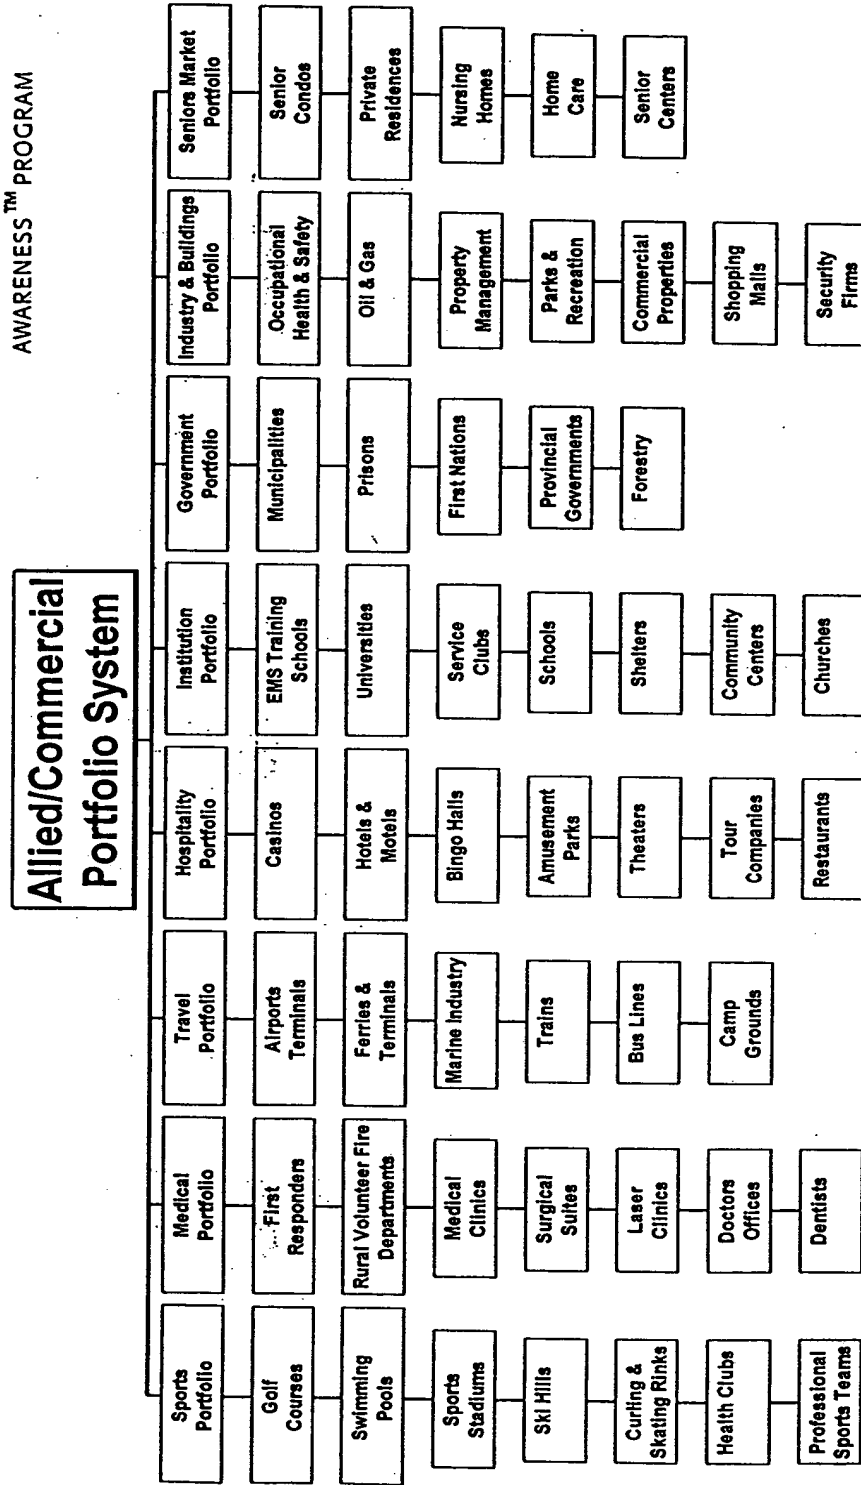 AWARENESS™ PROGRAM
Allied/Commercial
Portfolio System
Sports
Portfolio
Golf
Courses
Swimming
Pools
Sports
Stadiums
Ski Hills
Curling &
Skating Rinks
Health Clubs
Professional
Sports Teams
Medical
Portfolio
First
Responders
Rural Volunteer Fire
Departments
Medical
Clinics
Surgical
Suites
Laser
Clinics
Doctors
Offices
Dentists
Travel
Portfolio
Airports
Terminals
Ferries &
Terminals
Marine Industry
Trains
Bus Lines
Camp
Grounds
Hospitality
Portfolio
Casinos
Hotels &
Motels
Bingo Halls
Amusement
Parks
Theaters
Tour
Companies
Restaurants
Institution
Portfolio
EMS Training
Schools
Universities
Service
Clubs
Schools
Shelters
Community
Centers
Churches
Government
Portfolio
Municipalities
Prisons
First Nations
Provincial
Governments
Forestry
Industry & Buildings
Portfolio
Occupational
Health & Safety
Oil & Gas
Property
Management
Parks &
Recreation
Commercial
Properties
Shopping
Malls
Security
Firms
Seniors Market
Portfolio
Senior
Condos
Private
Residences
Nursing
Homes
Home
Care
Senior
Centers